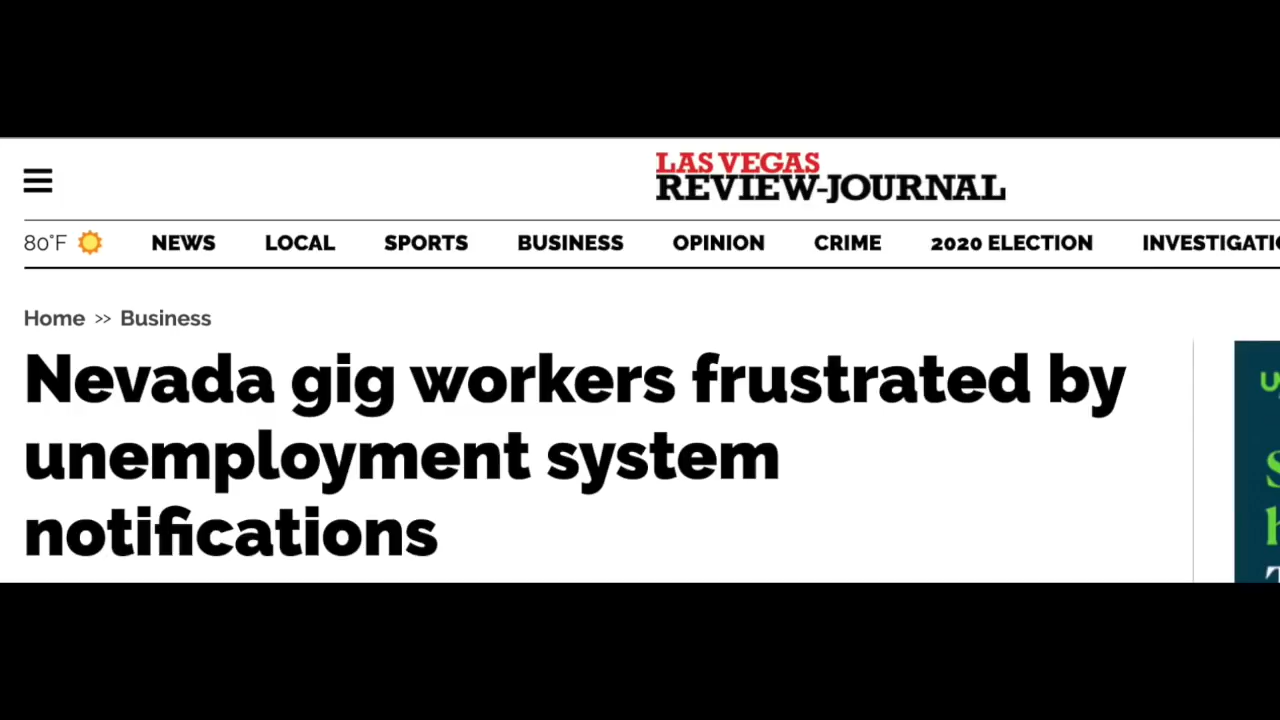 LAS VEGAS
REVIEW-JOURNAL
80°F NEWS LOCAL SPORTS BUSINESS OPINION CRIME 2020 ELECTION
Home >> Business
Nevada gig workers frustrated by
unemployment system
notifications